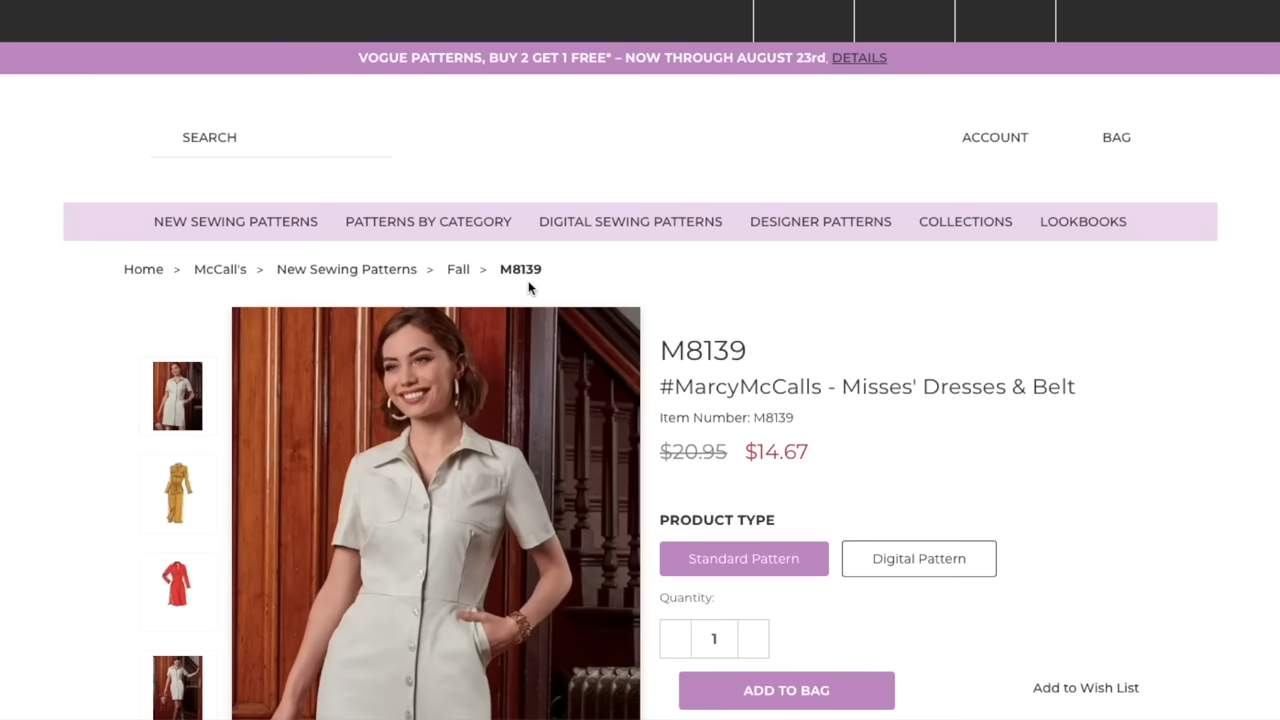 VOGUE PATTERNS, BUY 2 GET 1 FREE* – NOW THROUGH AUGUST 23rd. DETAILS
SEARCH
ACCOUNT
BAG
NEW SEWING PATTERNS
PATTERNS BY CATEGORY
DIGITAL SEWING PATTERNS
DESIGNER PATTERNS
COLLECTIONS
LOOKBOOKS
Home > McCall's > New Sewing Patterns > Fall > M8139
M8139
#MarcyMcCalls - Misses' Dresses & Belt
Item Number: M8139
$20.95 $14.67
PRODUCT TYPE
Standard Pattern
Digital Pattern
Quantity:
1
ADD TO BAG
Add to Wish List